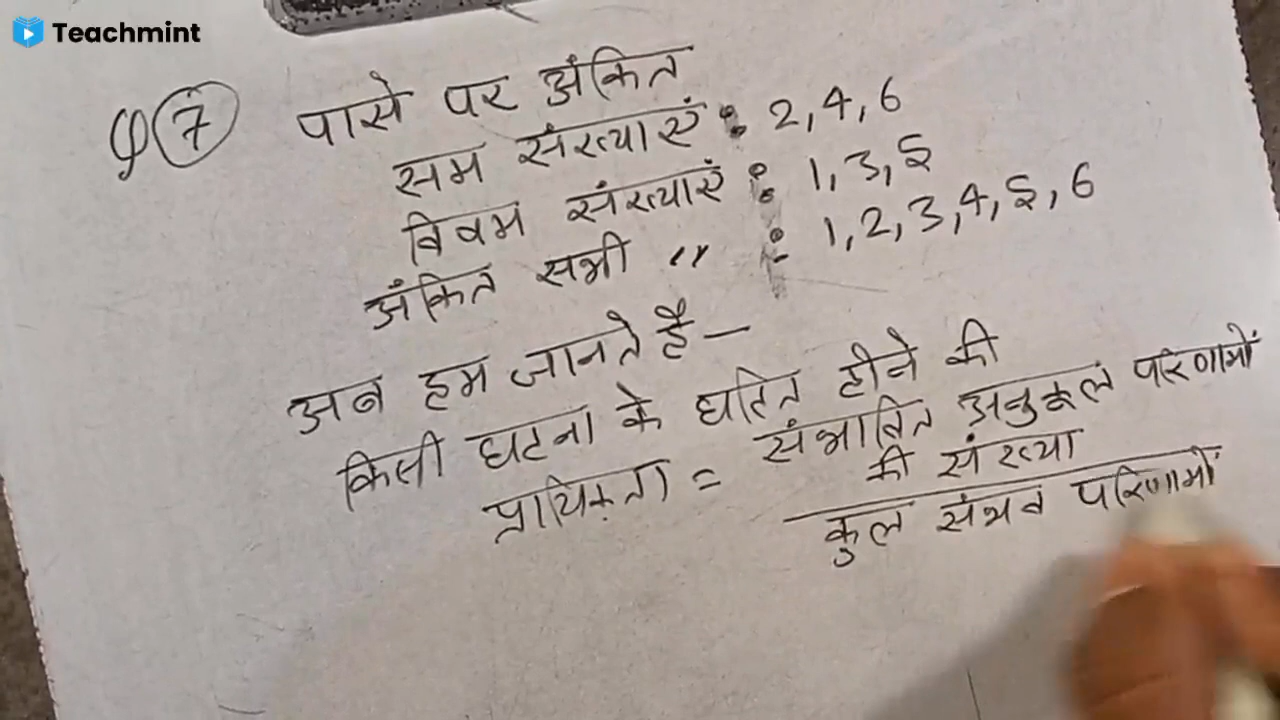 Teachmint
Q 7 पासे पर अंकित
सम संख्याएं : 2, 4, 6
विषम संख्याएं : 1, 3, 5
अंकित सभी " : 1, 2, 3, 4, 5, 6
अब हम जानते है —
किसी घटना के घटित होने की
प्रायिकता = संभावित अनुकूल परिणामों
की संख्या
कुल संभव परिणामों